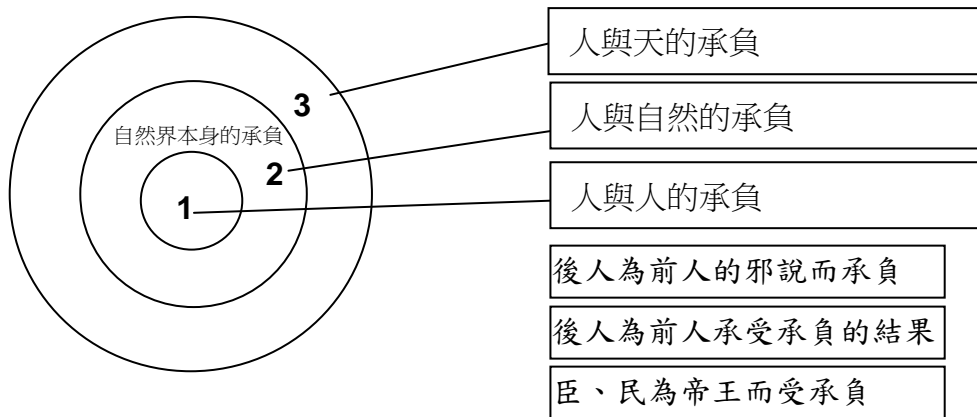 人與天的承負
3
人與自然的承負
自然界本身的承負
2
人與人的承負
1
後人為前人的邪說而承負
後人為前人承受承負的結果
臣、民為帝王而受承負